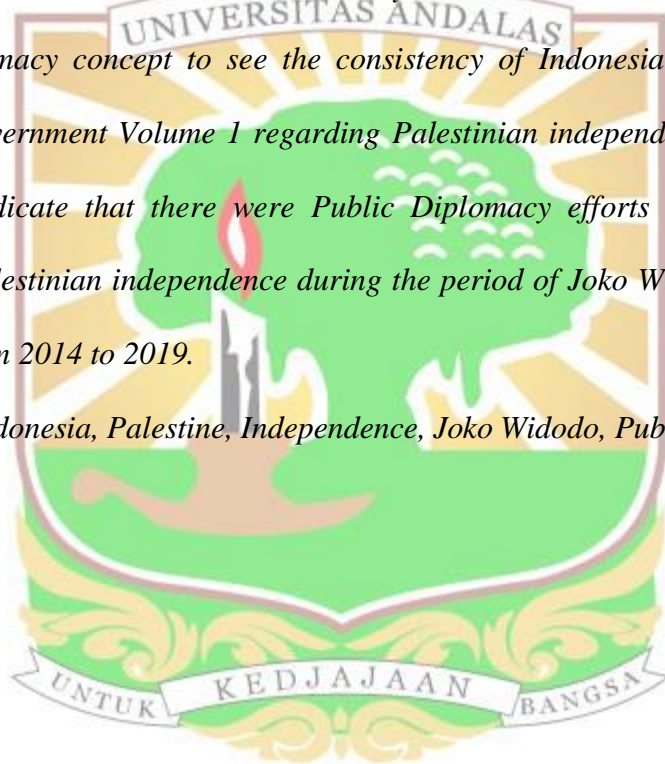 UNIVERSITAS ANDALAS
macy concept to see the consistency of Indonesia
vernment Volume 1 regarding Palestinian independ
dicate that there were Public Diplomacy efforts
lestinian independence during the period of Joko W
n 2014 to 2019.
donesia, Palestine, Independence, Joko Widodo, Pub
UNTUK KEDJAJAAN BANGSA